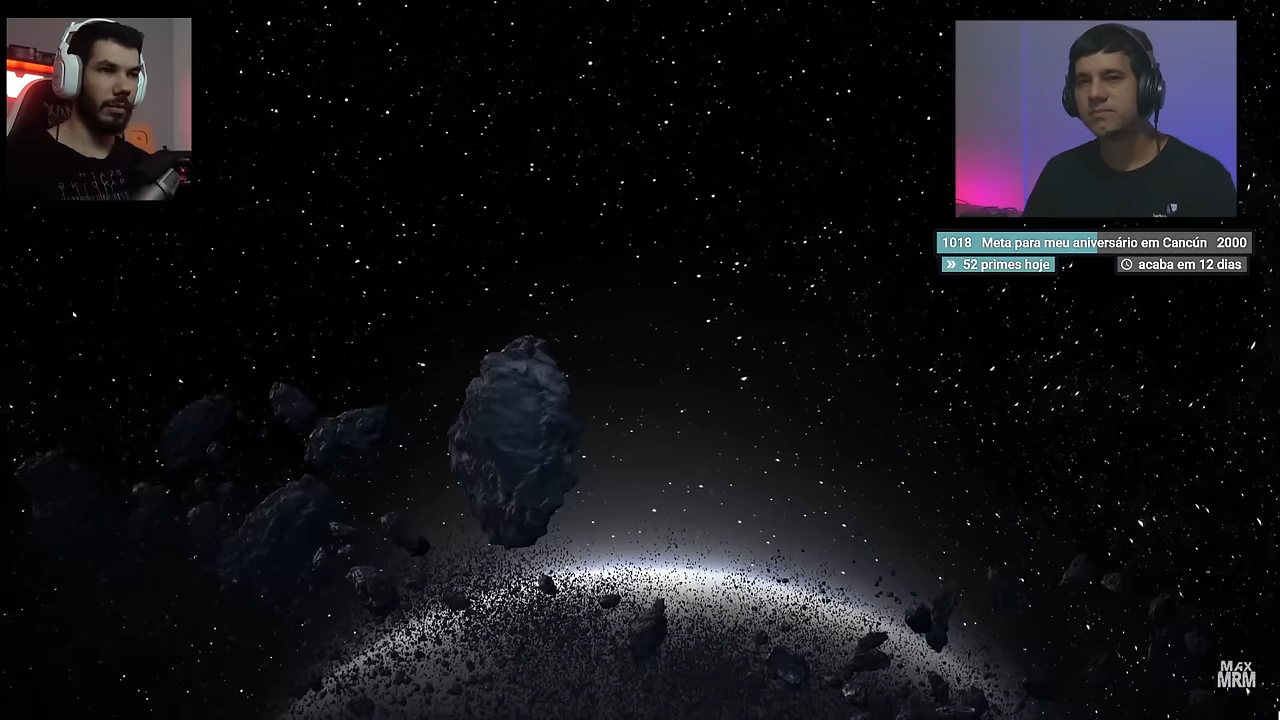 1018 Meta para meu aniversário em Cancún 2000
» 52 primes hoje acaba em 12 dias
MAX
MRM